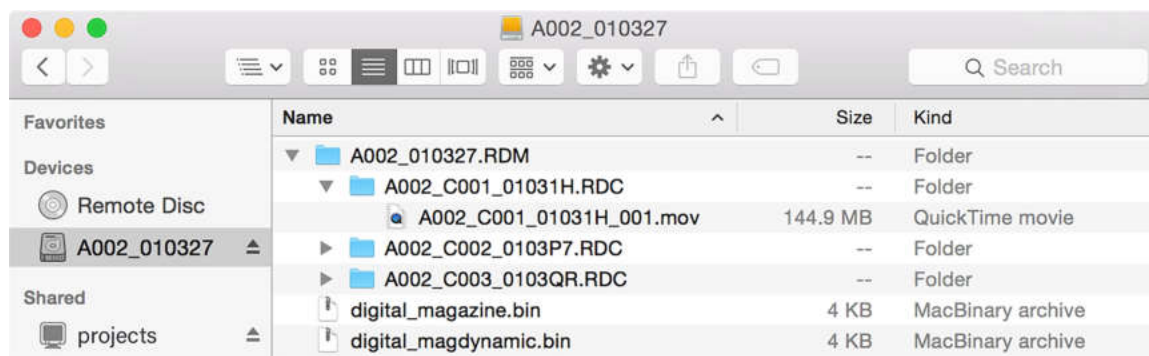 A002_010327
Search
Favorites
Devices
Remote Disc
A002_010327
Shared
projects
Name Size Kind
A002_010327.RDM -- Folder
A002_C001_01031H.RDC -- Folder
A002_C001_01031H_001.mov 144.9 MB QuickTime movie
A002_C002_0103P7.RDC -- Folder
A002_C003_0103QR.RDC -- Folder
digital_magazine.bin 4 KB MacBinary archive
digital_magdynamic.bin 4 KB MacBinary archive